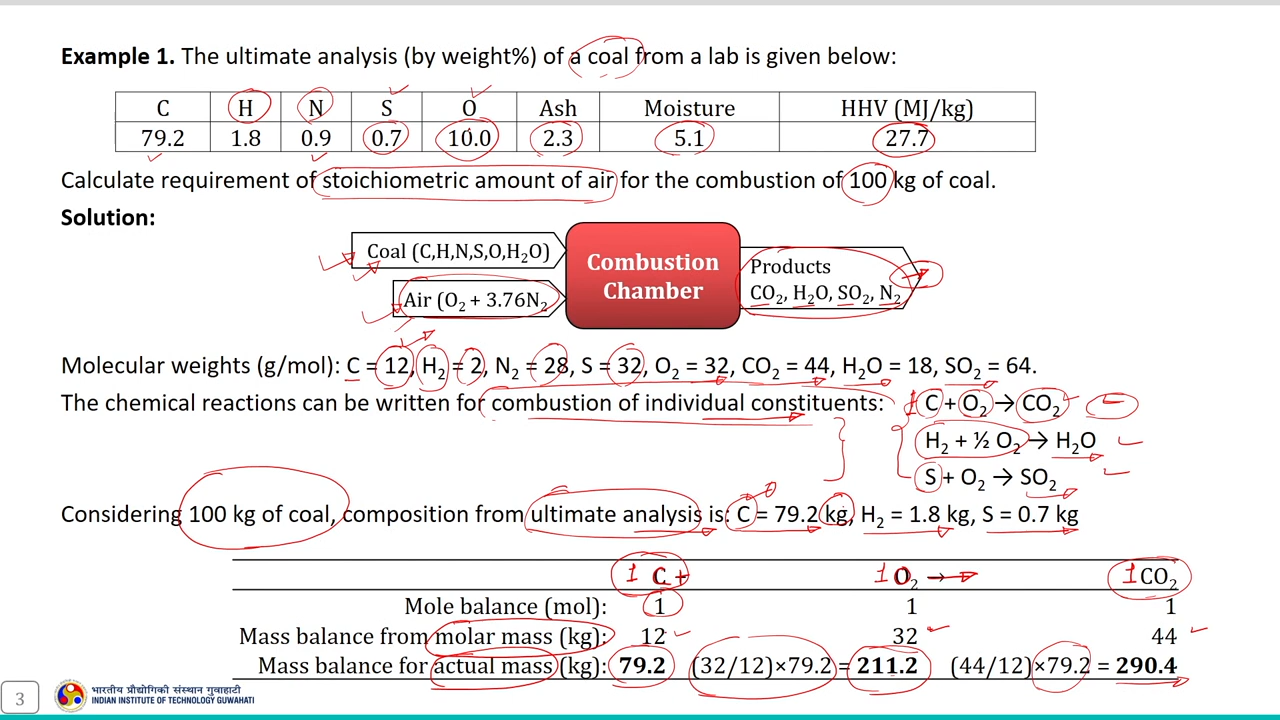 Example 1. The ultimate analysis (by weight%) of a coal from a lab is given below:
C H N S O Ash Moisture HHV (MJ/kg)
79.2 1.8 0.9 0.7 10.0 2.3 5.1 27.7
Calculate requirement of stoichiometric amount of air for the combustion of 100 kg of coal.
Solution:
Coal (C,H,N,S,O,H₂O)
Air (O₂ + 3.76N₂
Combustion
Chamber
Products
CO₂, H₂O, SO₂, N₂
Molecular weights (g/mol): C = 12, H₂ = 2, N₂ = 28, S = 32, O₂ = 32, CO₂ = 44, H₂O = 18, SO₂ = 64.
The chemical reactions can be written for combustion of individual constituents: 1 C + O₂ → CO₂
H₂ + ½ O₂ → H₂O
S + O₂ → SO₂
Considering 100 kg of coal, composition from ultimate analysis is: C = 79.2 kg, H₂ = 1.8 kg, S = 0.7 kg
1 C + 1 O₂ → 1 CO₂
Mole balance (mol): 1 1 1
Mass balance from molar mass (kg): 12 32 44
Mass balance for actual mass (kg): 79.2 (32/12)×79.2 = 211.2 (44/12)×79.2 = 290.4
3
भारतीय प्रौद्योगिकी संस्थान गुवाहाटी
INDIAN INSTITUTE OF TECHNOLOGY GUWAHATI